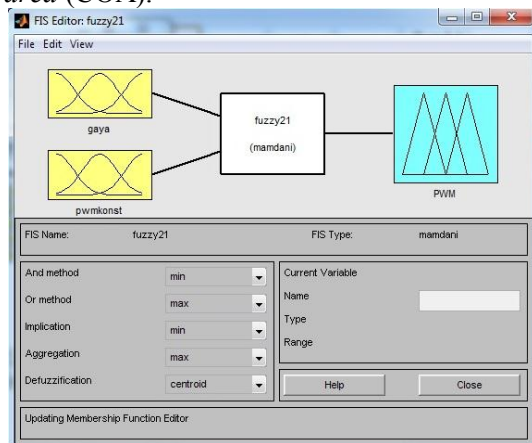 area (COA).
FIS Editor: fuzzy21
File Edit View
gaya
pwmkonst
fuzzy21
(mamdani)
PWM
FIS Name: fuzzy21 FIS Type: mamdani
And method min
Or method max
Implication min
Aggregation max
Defuzzification centroid
Current Variable
Name
Type
Range
Help Close
Updating Membership Function Editor